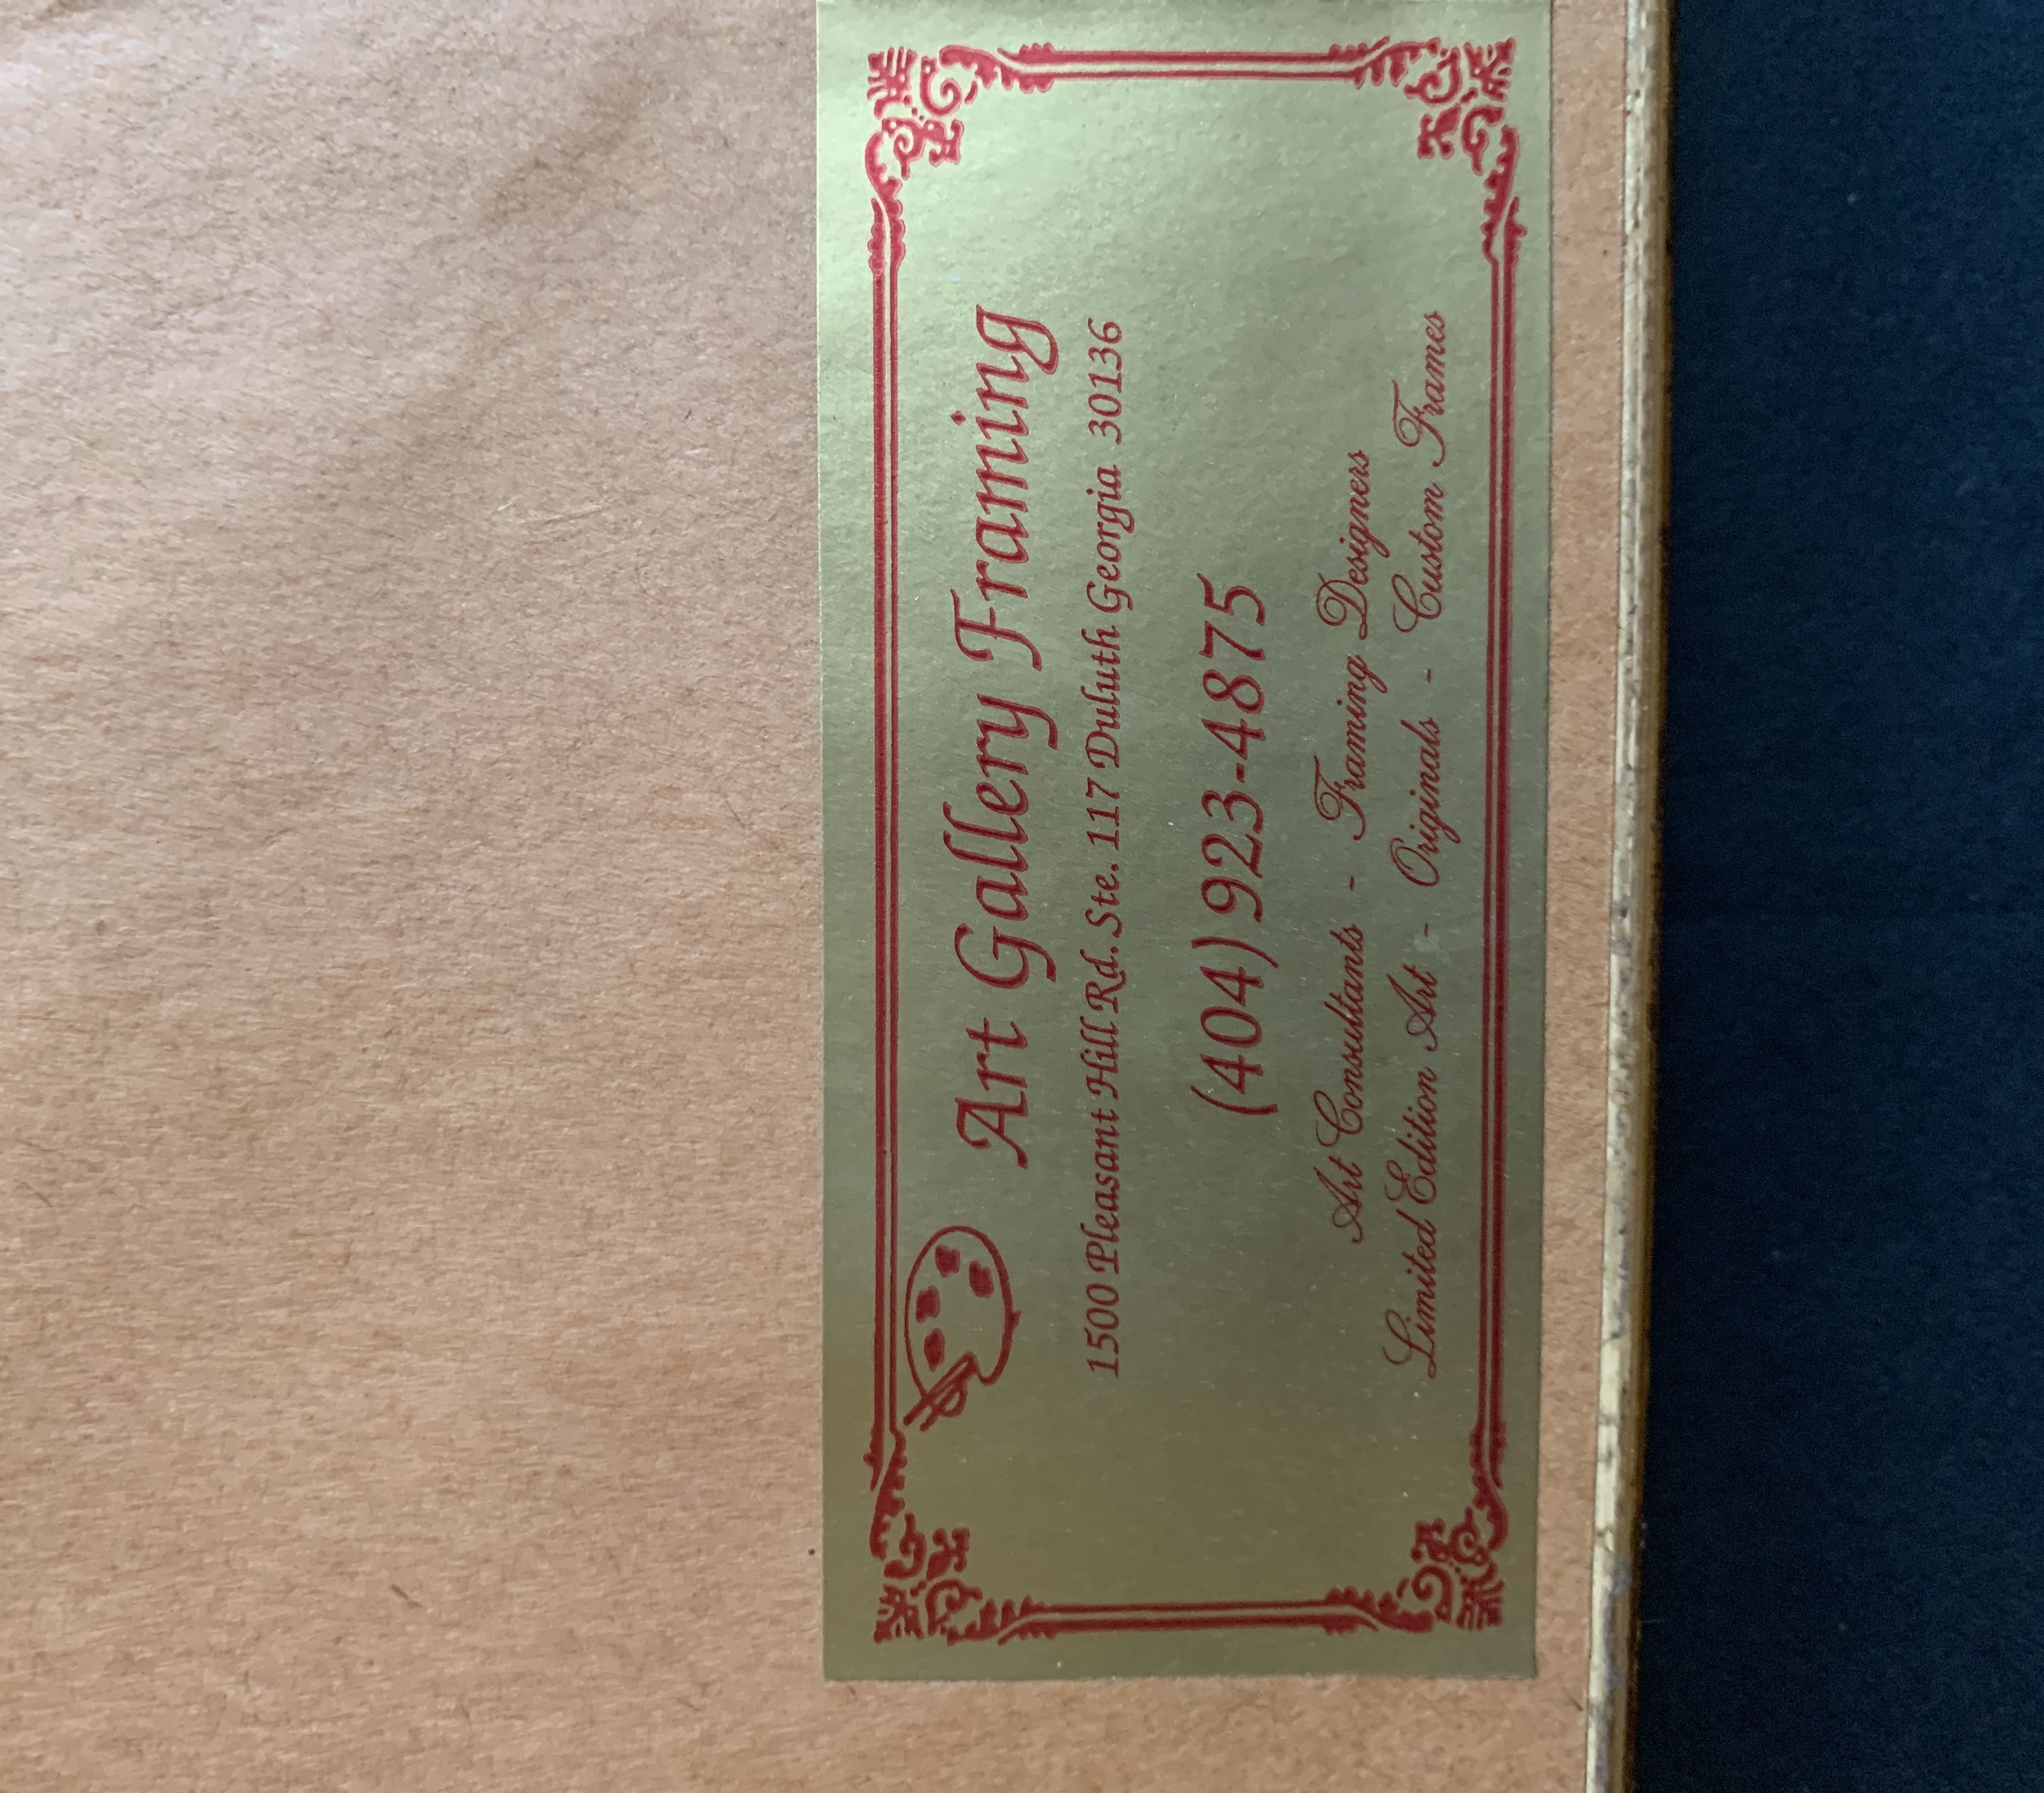 Art Gallery Framing
1500 Pleasant Hill Rd. Ste. 117 Duluth Georgia 30136
(404) 923-4875
Art Consultants - Framing Designers
Limited Edition Art - Originals - Custom Frames